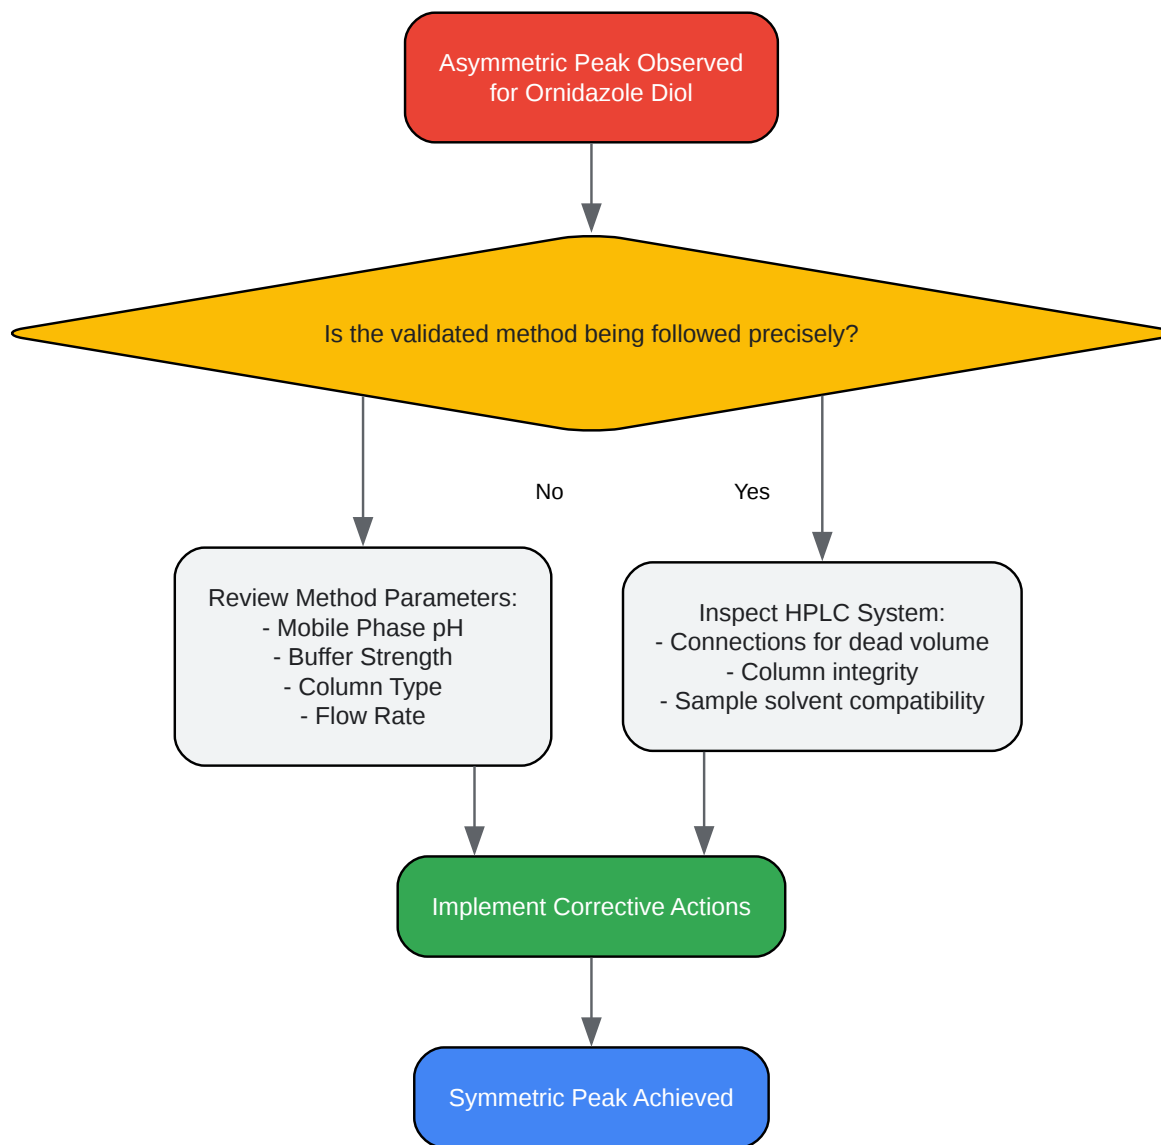 Asymmetric Peak Observed
for Ornidazole Diol
Is the validated method being followed precisely?
No
Yes
Review Method Parameters:
- Mobile Phase pH
- Buffer Strength
- Column Type
- Flow Rate
Inspect HPLC System:
- Connections for dead volume
- Column integrity
- Sample solvent compatibility
Implement Corrective Actions
Symmetric Peak Achieved